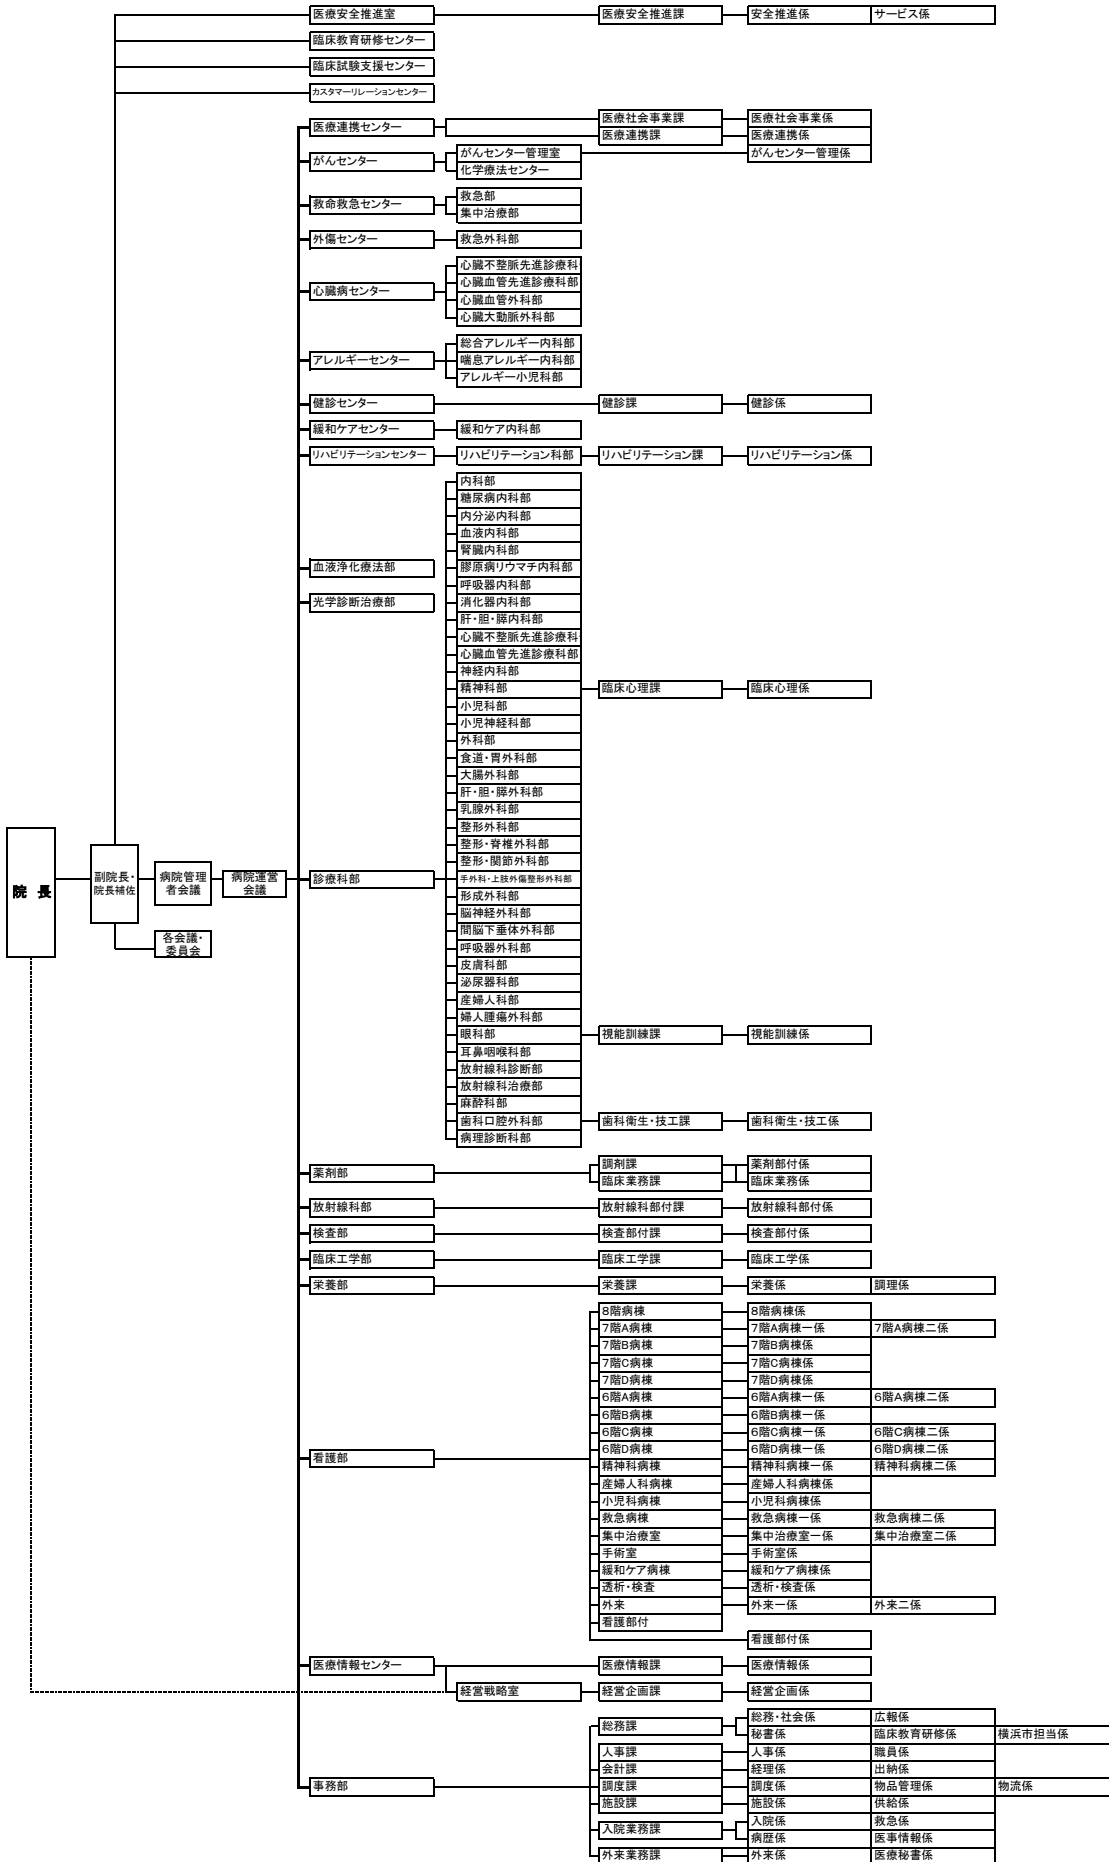 医療安全推進室 医療安全推進課 安全推進係 サービス係
臨床教育研修センター
臨床試験支援センター
カスタマーリレーションセンター
医療連携センター
医療社会事業課 医療社会事業係
医療連携課 医療連携係
がんセンター
がんセンター管理室 がんセンター管理係
化学療法センター
救命救急センター
救急部
集中治療部
外傷センター 救急外科部
心臓病センター
心臓不整脈先進診療科
心臓血管先進診療科部
心臓血管外科部
心臓大動脈外科部
アレルギーセンター
総合アレルギー内科部
喘息アレルギー内科部
アレルギー小児科部
健診センター 健診課 健診係
緩和ケアセンター 緩和ケア内科部
リハビリテーションセンター リハビリテーション科部 リハビリテーション課 リハビリテーション係
血液浄化療法部
光学診断治療部
院 長
副院長・
院長補佐
病院管理
者会議
病院運営
会議
各会議・
委員会
診療科部
内科部
糖尿病内科部
内分泌内科部
血液内科部
腎臓内科部
膠原病リウマチ内科部
呼吸器内科部
消化器内科部
肝・胆・膵内科部
心臓不整脈先進診療科
心臓血管先進診療科部
神経内科部
精神科部 臨床心理課 臨床心理係
小児科部
小児神経科部
外科部
食道・胃外科部
大腸外科部
肝・胆・膵外科部
乳腺外科部
整形外科部
整形・脊椎外科部
整形・関節外科部
手外科・上肢外傷整形外科部
形成外科部
脳神経外科部
間脳下垂体外科部
呼吸器外科部
皮膚科部
泌尿器科部
産婦人科部
婦人腫瘍外科部
眼科部 視能訓練課 視能訓練係
耳鼻咽喉科部
放射線科診断部
放射線科治療部
麻酔科部
歯科口腔外科部 歯科衛生・技工課 歯科衛生・技工係
病理診断科部
薬剤部
調剤課 薬剤部付係
臨床業務課 臨床業務係
放射線科部 放射線科部付課 放射線科部付係
検査部 検査部付課 検査部付係
臨床工学部 臨床工学課 臨床工学係
栄養部 栄養課 栄養係 調理係
看護部
8階病棟 8階病棟係
7階A病棟 7階A病棟一係 7階A病棟二係
7階B病棟 7階B病棟係
7階C病棟 7階C病棟係
7階D病棟 7階D病棟係
6階A病棟 6階A病棟一係 6階A病棟二係
6階B病棟 6階B病棟一係
6階C病棟 6階C病棟一係 6階C病棟二係
6階D病棟 6階D病棟一係 6階D病棟二係
精神科病棟 精神科病棟一係 精神科病棟二係
産婦人科病棟 産婦人科病棟係
小児科病棟 小児科病棟係
救急病棟 救急病棟一係 救急病棟二係
集中治療室 集中治療室一係 集中治療室二係
手術室 手術室係
緩和ケア病棟 緩和ケア病棟係
透析・検査 透析・検査係
外来 外来一係 外来二係
看護部付
看護部付係
医療情報センター 医療情報課 医療情報係
経営戦略室 経営企画課 経営企画係
事務部
総務課
総務・社会係 広報係
秘書係 臨床教育研修係 横浜市担当係
人事課 人事係 職員係
会計課 経理係 出納係
調度課 調度係 物品管理係 物流係
施設課 施設係 供給係
入院業務課
入院係 救急係
病歴係 医事情報係
外来業務課 外来係 医療秘書係